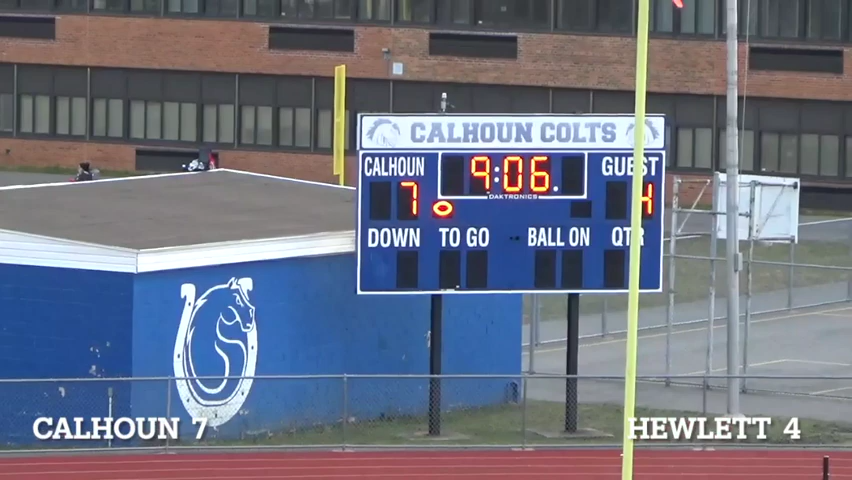 CALHOUN COLTS
CALHOUN 9:06. GUEST
7 4
DAKTRONICS
DOWN TO GO BALL ON QTR
CALHOUN 7 HEWLETT 4